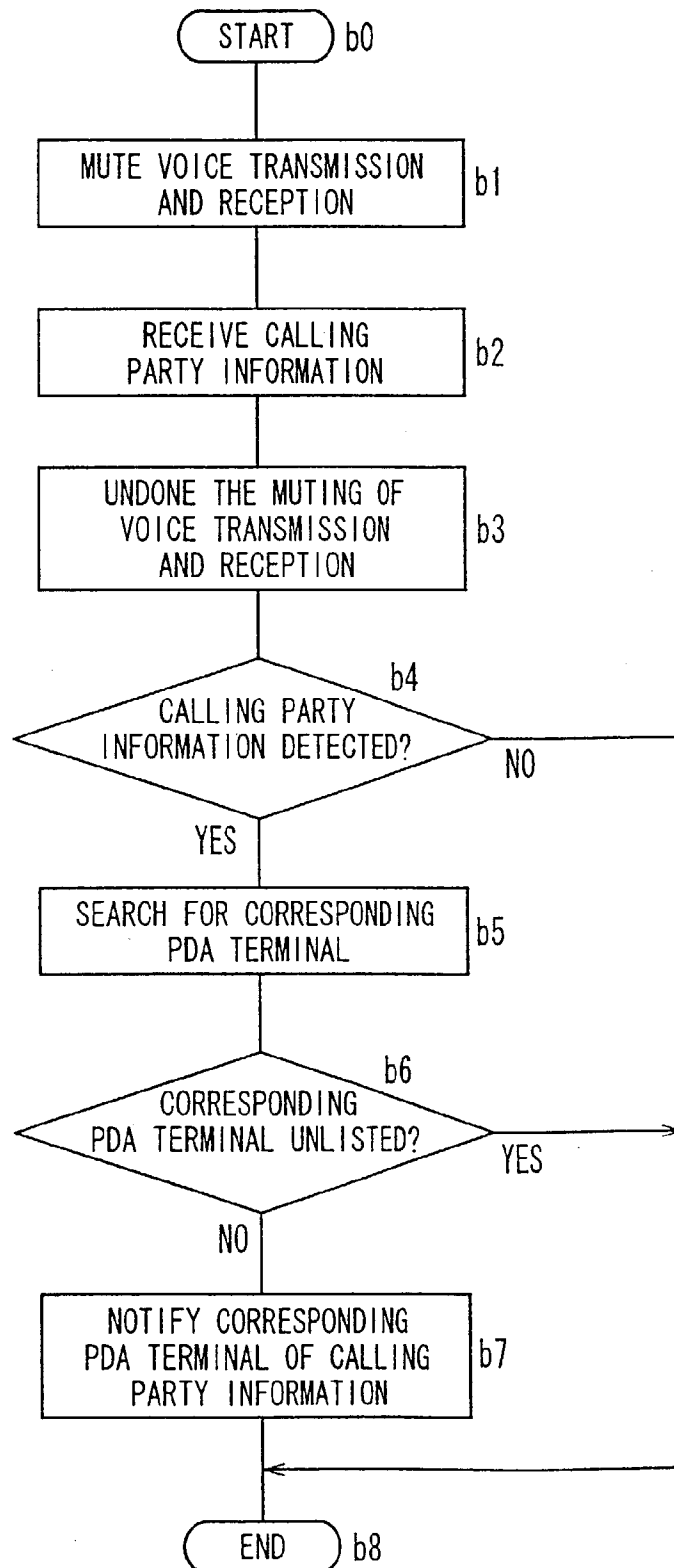 START b0
MUTE VOICE TRANSMISSION
AND RECEPTION
b1
RECEIVE CALLING
PARTY INFORMATION
b2
UNDONE THE MUTING OF
VOICE TRANSMISSION
AND RECEPTION
b3
b4
CALLING PARTY
INFORMATION DETECTED?
NO
YES
SEARCH FOR CORRESPONDING
PDA TERMINAL
b5
b6
CORRESPONDING
PDA TERMINAL UNLISTED?
YES
NO
NOTIFY CORRESPONDING
PDA TERMINAL OF CALLING
PARTY INFORMATION
b7
END b8